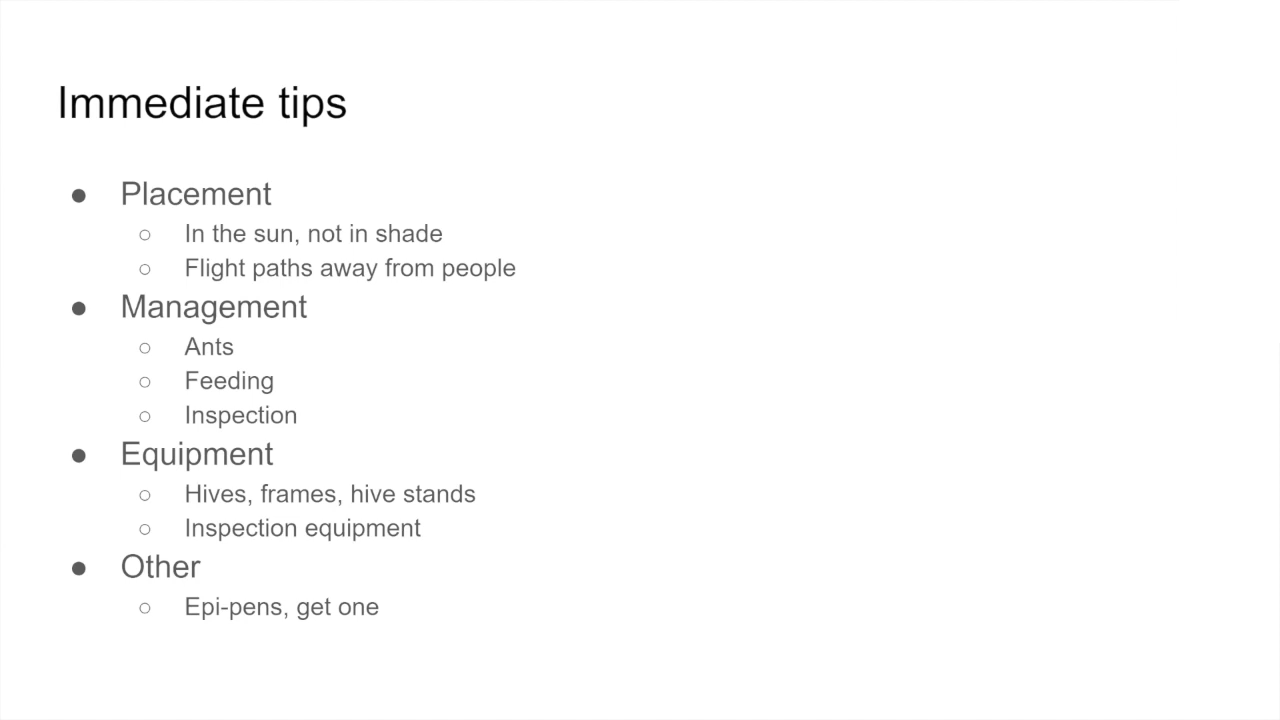 Immediate tips
● Placement
○ In the sun, not in shade
○ Flight paths away from people
● Management
○ Ants
○ Feeding
○ Inspection
● Equipment
○ Hives, frames, hive stands
○ Inspection equipment
● Other
○ Epi-pens, get one